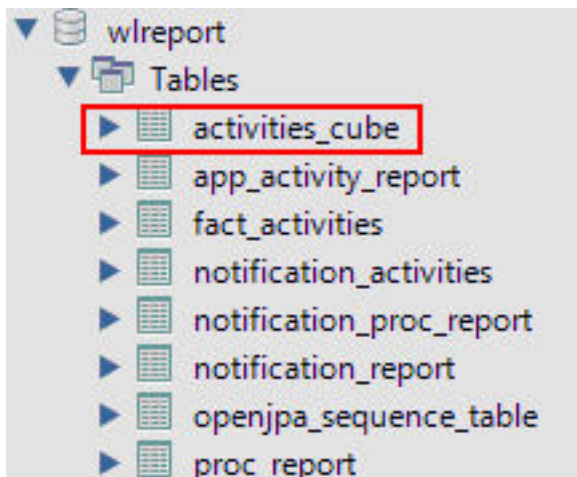 wlreport
Tables
activities_cube
app_activity_report
fact_activities
notification_activities
notification_proc_report
notification_report
openjpa_sequence_table
proc_report